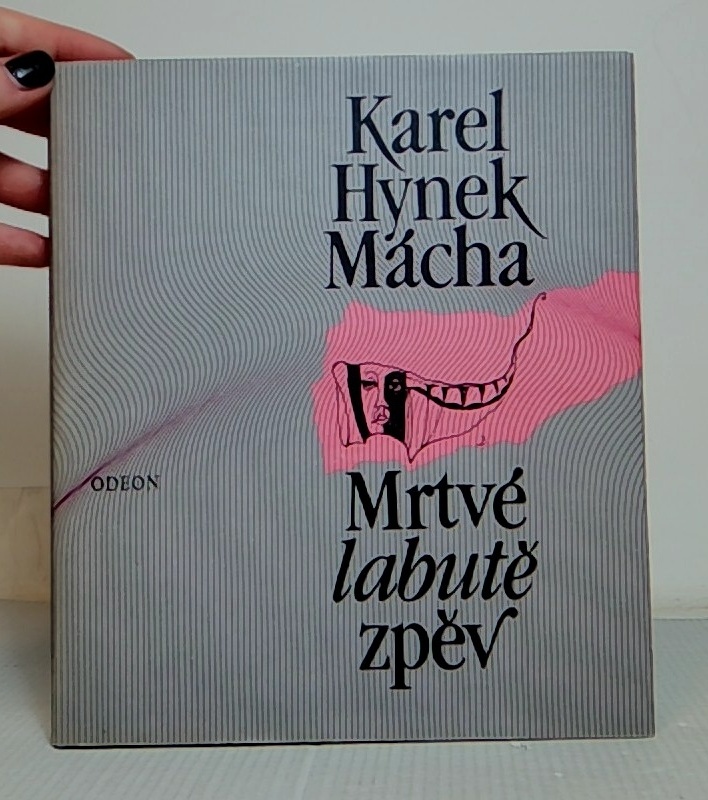 Karel
Hynek
Mácha
ODEON
Mrtvé
labutě
zpěv